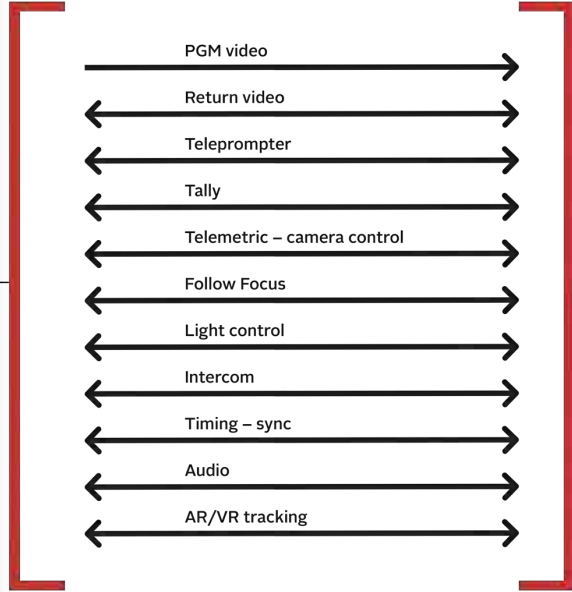 PGM video
Return video
Teleprompter
Tally
Telemetric – camera control
Follow Focus
Light control
Intercom
Timing – sync
Audio
AR/VR tracking